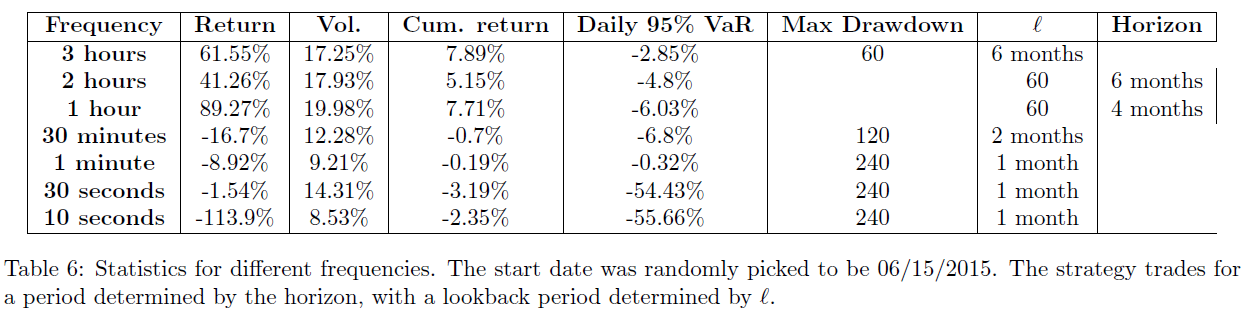 Frequency Return Vol. Cum. return Daily 95% VaR Max Drawdown ℓ Horizon
3 hours 61.55% 17.25% 7.89% -2.85% 60 6 months
2 hours 41.26% 17.93% 5.15% -4.8% 60 6 months
1 hour 89.27% 19.98% 7.71% -6.03% 60 4 months
30 minutes -16.7% 12.28% -0.7% -6.8% 120 2 months
1 minute -8.92% 9.21% -0.19% -0.32% 240 1 month
30 seconds -1.54% 14.31% -3.19% -54.43% 240 1 month
10 seconds -113.9% 8.53% -2.35% -55.66% 240 1 month
Table 6: Statistics for different frequencies. The start date was randomly picked to be 06/15/2015. The strategy trades for
a period determined by the horizon, with a lookback period determined by ℓ.